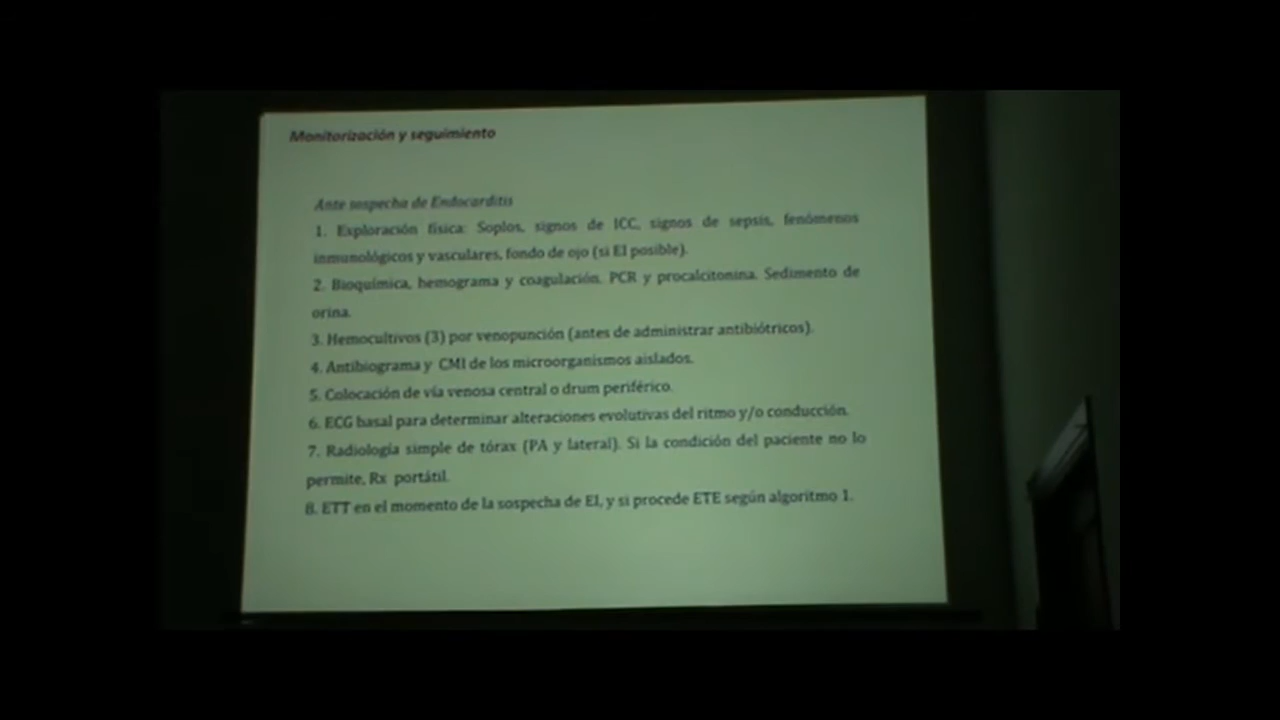 Monitorización y seguimiento
Ante sospecha de Endocarditis
1. Exploración física: Soplos, signos de ICC, signos de sepsis, fenómenos
inmunológicos y vasculares, fondo de ojo (si EI posible).
2. Bioquímica, hemograma y coagulación. PCR y procalcitonina. Sedimento de
orina.
3. Hemocultivos (3) por venopunción (antes de administrar antibiótricos).
4. Antibiograma y CMI de los microorganismos aislados.
5. Colocación de vía venosa central o drum periférico.
6. ECG basal para determinar alteraciones evolutivas del ritmo y/o conducción.
7. Radiología simple de tórax (PA y lateral). Si la condición del paciente no lo
permite, Rx portátil.
8. ETT en el momento de la sospecha de EI, y si procede ETE según algoritmo 1.